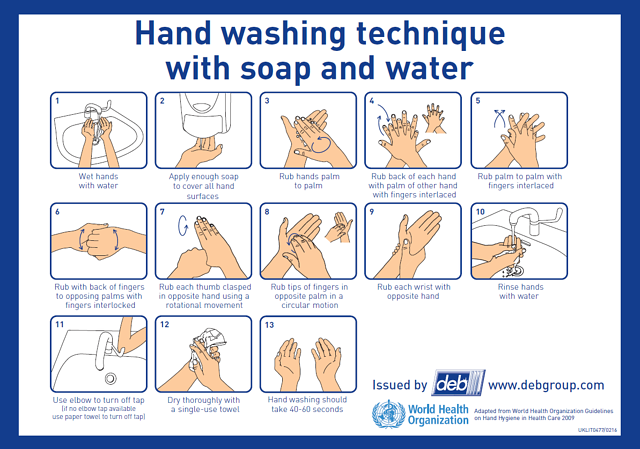 Hand washing technique
with soap and water
1
Wet hands
with water
2
Apply enough soap
to cover all hand
surfaces
3
Rub hands palm
to palm
4
Rub back of each hand
with palm of other hand
with fingers interlaced
5
Rub palm to palm with
fingers interlaced
6
Rub with back of fingers
to opposing palms with
fingers interlocked
7
Rub each thumb clasped
in opposite hand using a
rotational movement
8
Rub tips of fingers in
opposite palm in a
circular motion
9
Rub each wrist with
opposite hand
10
Rinse hands
with water
11
Use elbow to turn off tap
(if no elbow tap available
use paper towel to turn off tap)
12
Dry thoroughly with
a single-use towel
13
Hand washing should
take 40-60 seconds
Issued by deb www.debgroup.com
World Health
Organization
Adapted from World Health Organization Guidelines
on Hand Hygiene in Health Care 2009